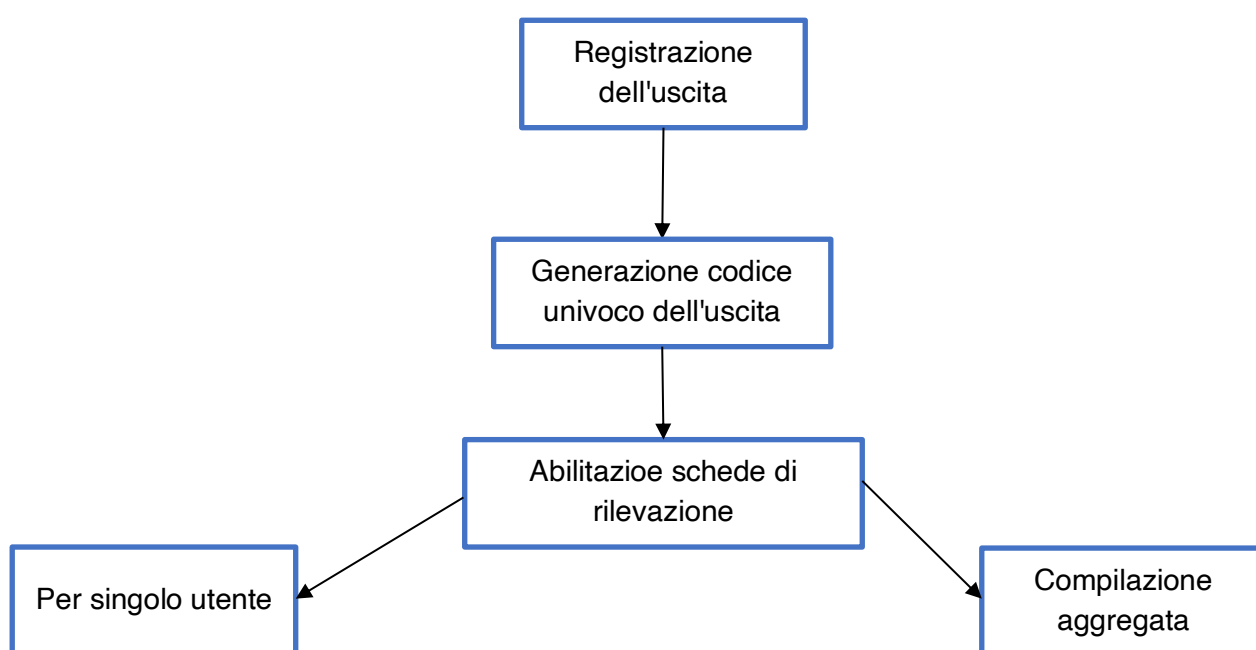 Registrazione
dell'uscita
Generazione codice
univoco dell'uscita
Abilitazioe schede di
rilevazione
Per singolo utente
Compilazione
aggregata